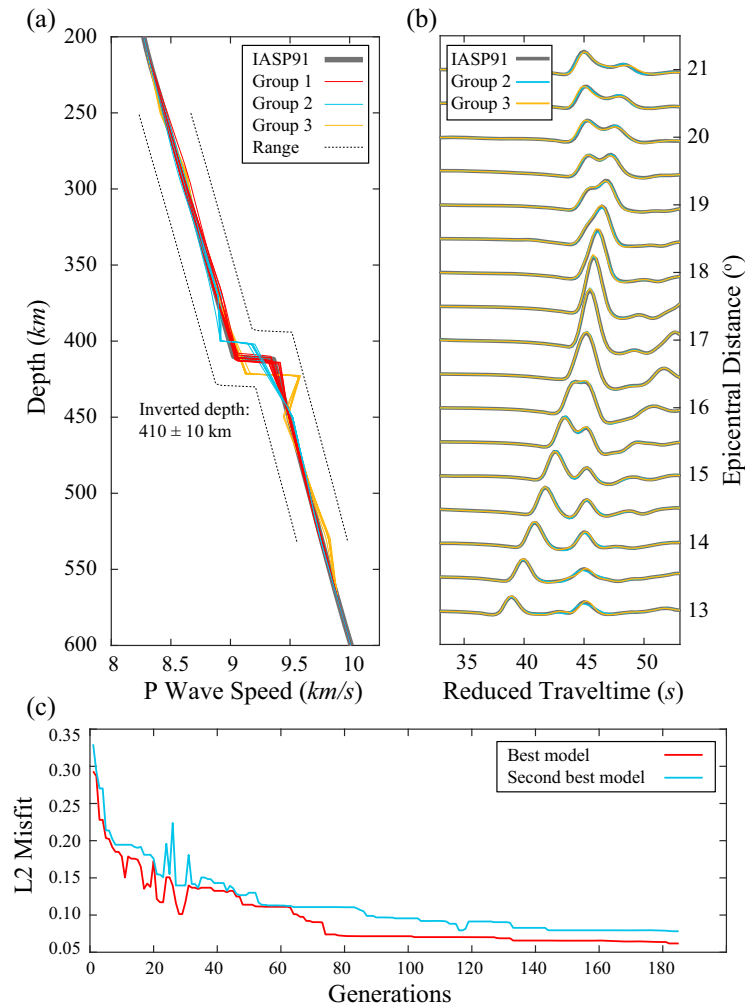 (a)
200
250
300
350
400
450
500
550
600
Depth (km)
IASP91
Group 1
Group 2
Group 3
Range
Inverted depth:
410 ± 10 km
8
8.5
9
9.5
10
P Wave Speed (km/s)
(b)
IASP91
Group 2
Group 3
21
20
19
18
17
16
15
14
13
Epicentral Distance (º)
35
40
45
50
Reduced Traveltime (s)
(c)
0.35
0.30
0.25
0.20
0.15
0.10
0.05
L2 Misfit
Best model
Second best model
0
20
40
60
80
100
120
140
160
180
Generations